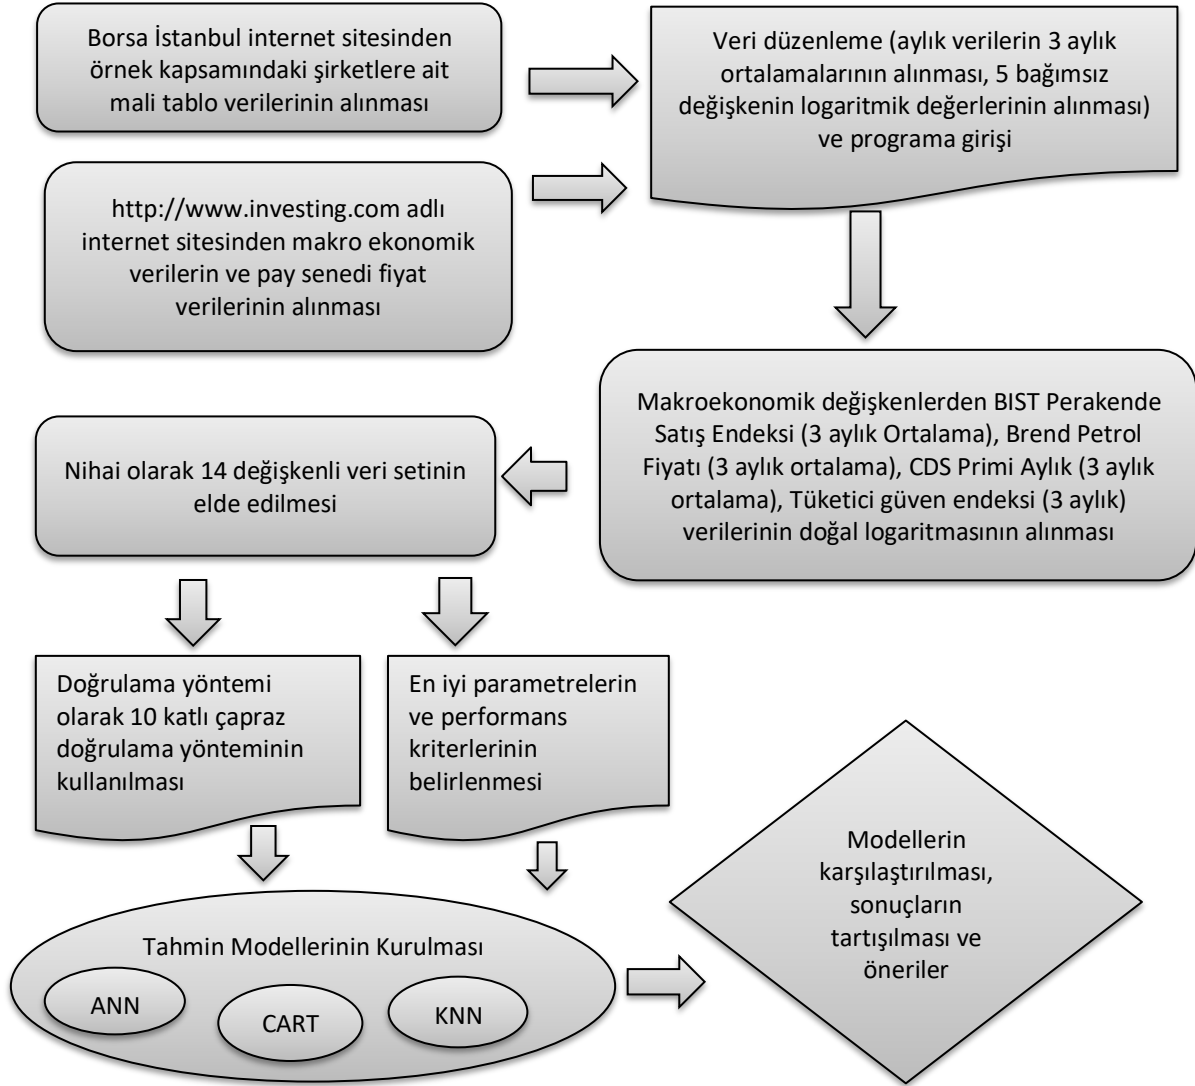 Borsa İstanbul internet sitesinden
örnek kapsamındaki şirketlere ait
mali tablo verilerinin alınması
Veri düzenleme (aylık verilerin 3 aylık
ortalamalarının alınması, 5 bağımsız
değişkenin logaritmik değerlerinin alınması)
ve programa girişi
http://www.investing.com adlı
internet sitesinden makro ekonomik
verilerin ve pay senedi fiyat
verilerinin alınması
Makroekonomik değişkenlerden BIST Perakende
Satış Endeksi (3 aylık Ortalama), Brend Petrol
Fiyatı (3 aylık ortalama), CDS Primi Aylık (3 aylık
ortalama), Tüketici güven endeksi (3 aylık)
verilerinin doğal logaritmasının alınması
Nihai olarak 14 değişkenli veri setinin
elde edilmesi
Doğrulama yöntemi
olarak 10 katlı çapraz
doğrulama yönteminin
kullanılması
En iyi parametrelerin
ve performans
kriterlerinin
belirlenmesi
Tahmin Modellerinin Kurulması
ANN
CART
KNN
Modellerin
karşılaştırılması,
sonuçların
tartışılması ve
öneriler